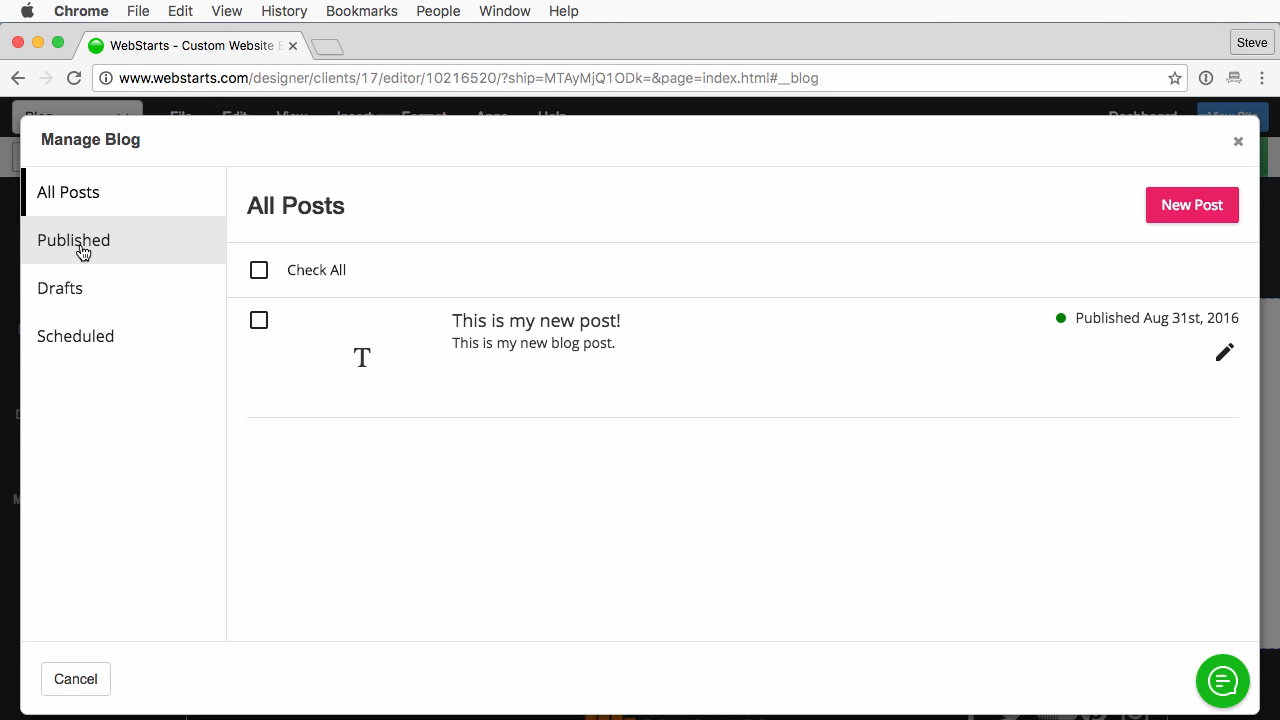 Chrome File Edit View History Bookmarks People Window Help
WebStarts - Custom Website
Steve
www.webstarts.com/designer/clients/17/editor/10216520/?ship=MTAyMjQ1ODk=&page=index.html#__blog
Blog File Edit View Insert Format Apps Help Dashboard View Site
Manage Blog
All Posts
Published
Drafts
Scheduled
All Posts
New Post
Check All
T
This is my new post!
This is my new blog post.
Published Aug 31st, 2016
Cancel